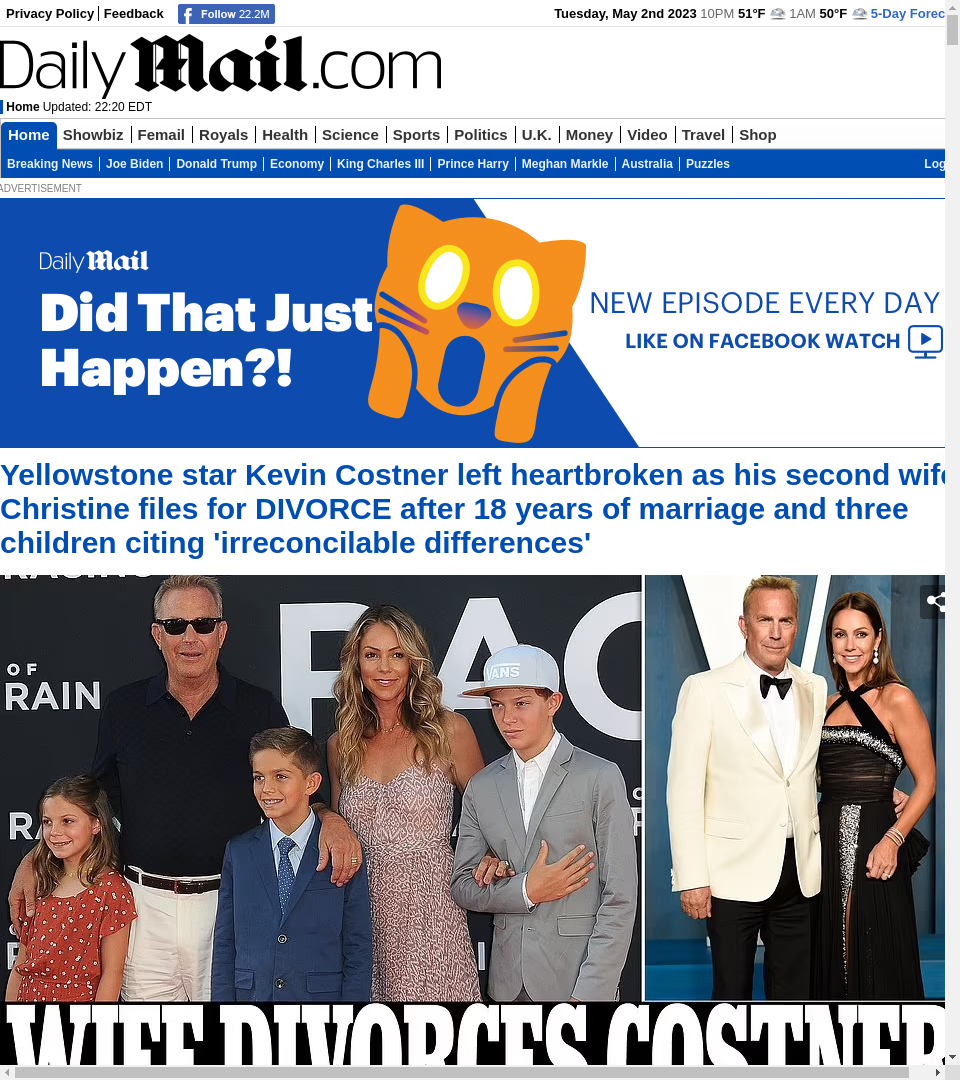 Privacy Policy Feedback Follow 22.2M Tuesday, May 2nd 2023 10PM 51°F 1AM 50°F 5-Day Forec
Daily Mail.com
Home Updated: 22:20 EDT
Home Showbiz Femail Royals Health Science Sports Politics U.K. Money Video Travel Shop
Breaking News Joe Biden Donald Trump Economy King Charles III Prince Harry Meghan Markle Australia Puzzles Log
ADVERTISEMENT
Daily Mail
Did That Just
Happen?!
NEW EPISODE EVERY DAY
LIKE ON FACEBOOK WATCH
Yellowstone star Kevin Costner left heartbroken as his second wife
Christine files for DIVORCE after 18 years of marriage and three
children citing 'irreconcilable differences'
RACING
RAC
OF
RAIN
VANS
RA
WIFE DIVORCES COSTNER